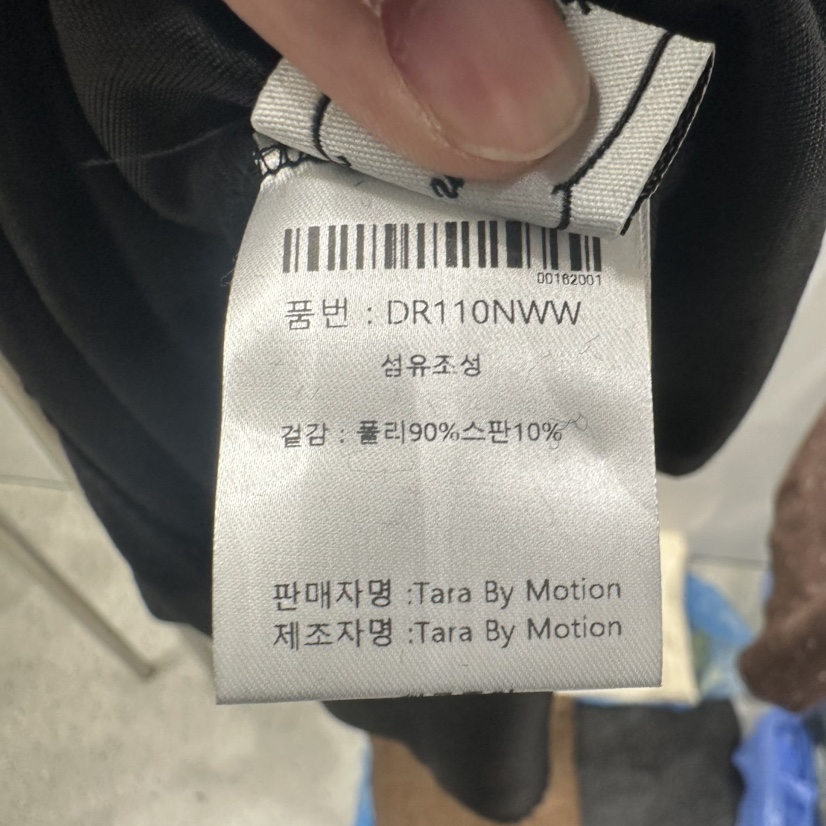 00182001
품번 : DR110NWW
섬유조성
겉감 : 폴리90%스판10%
판매자명 :Tara By Motion
제조자명 :Tara By Motion